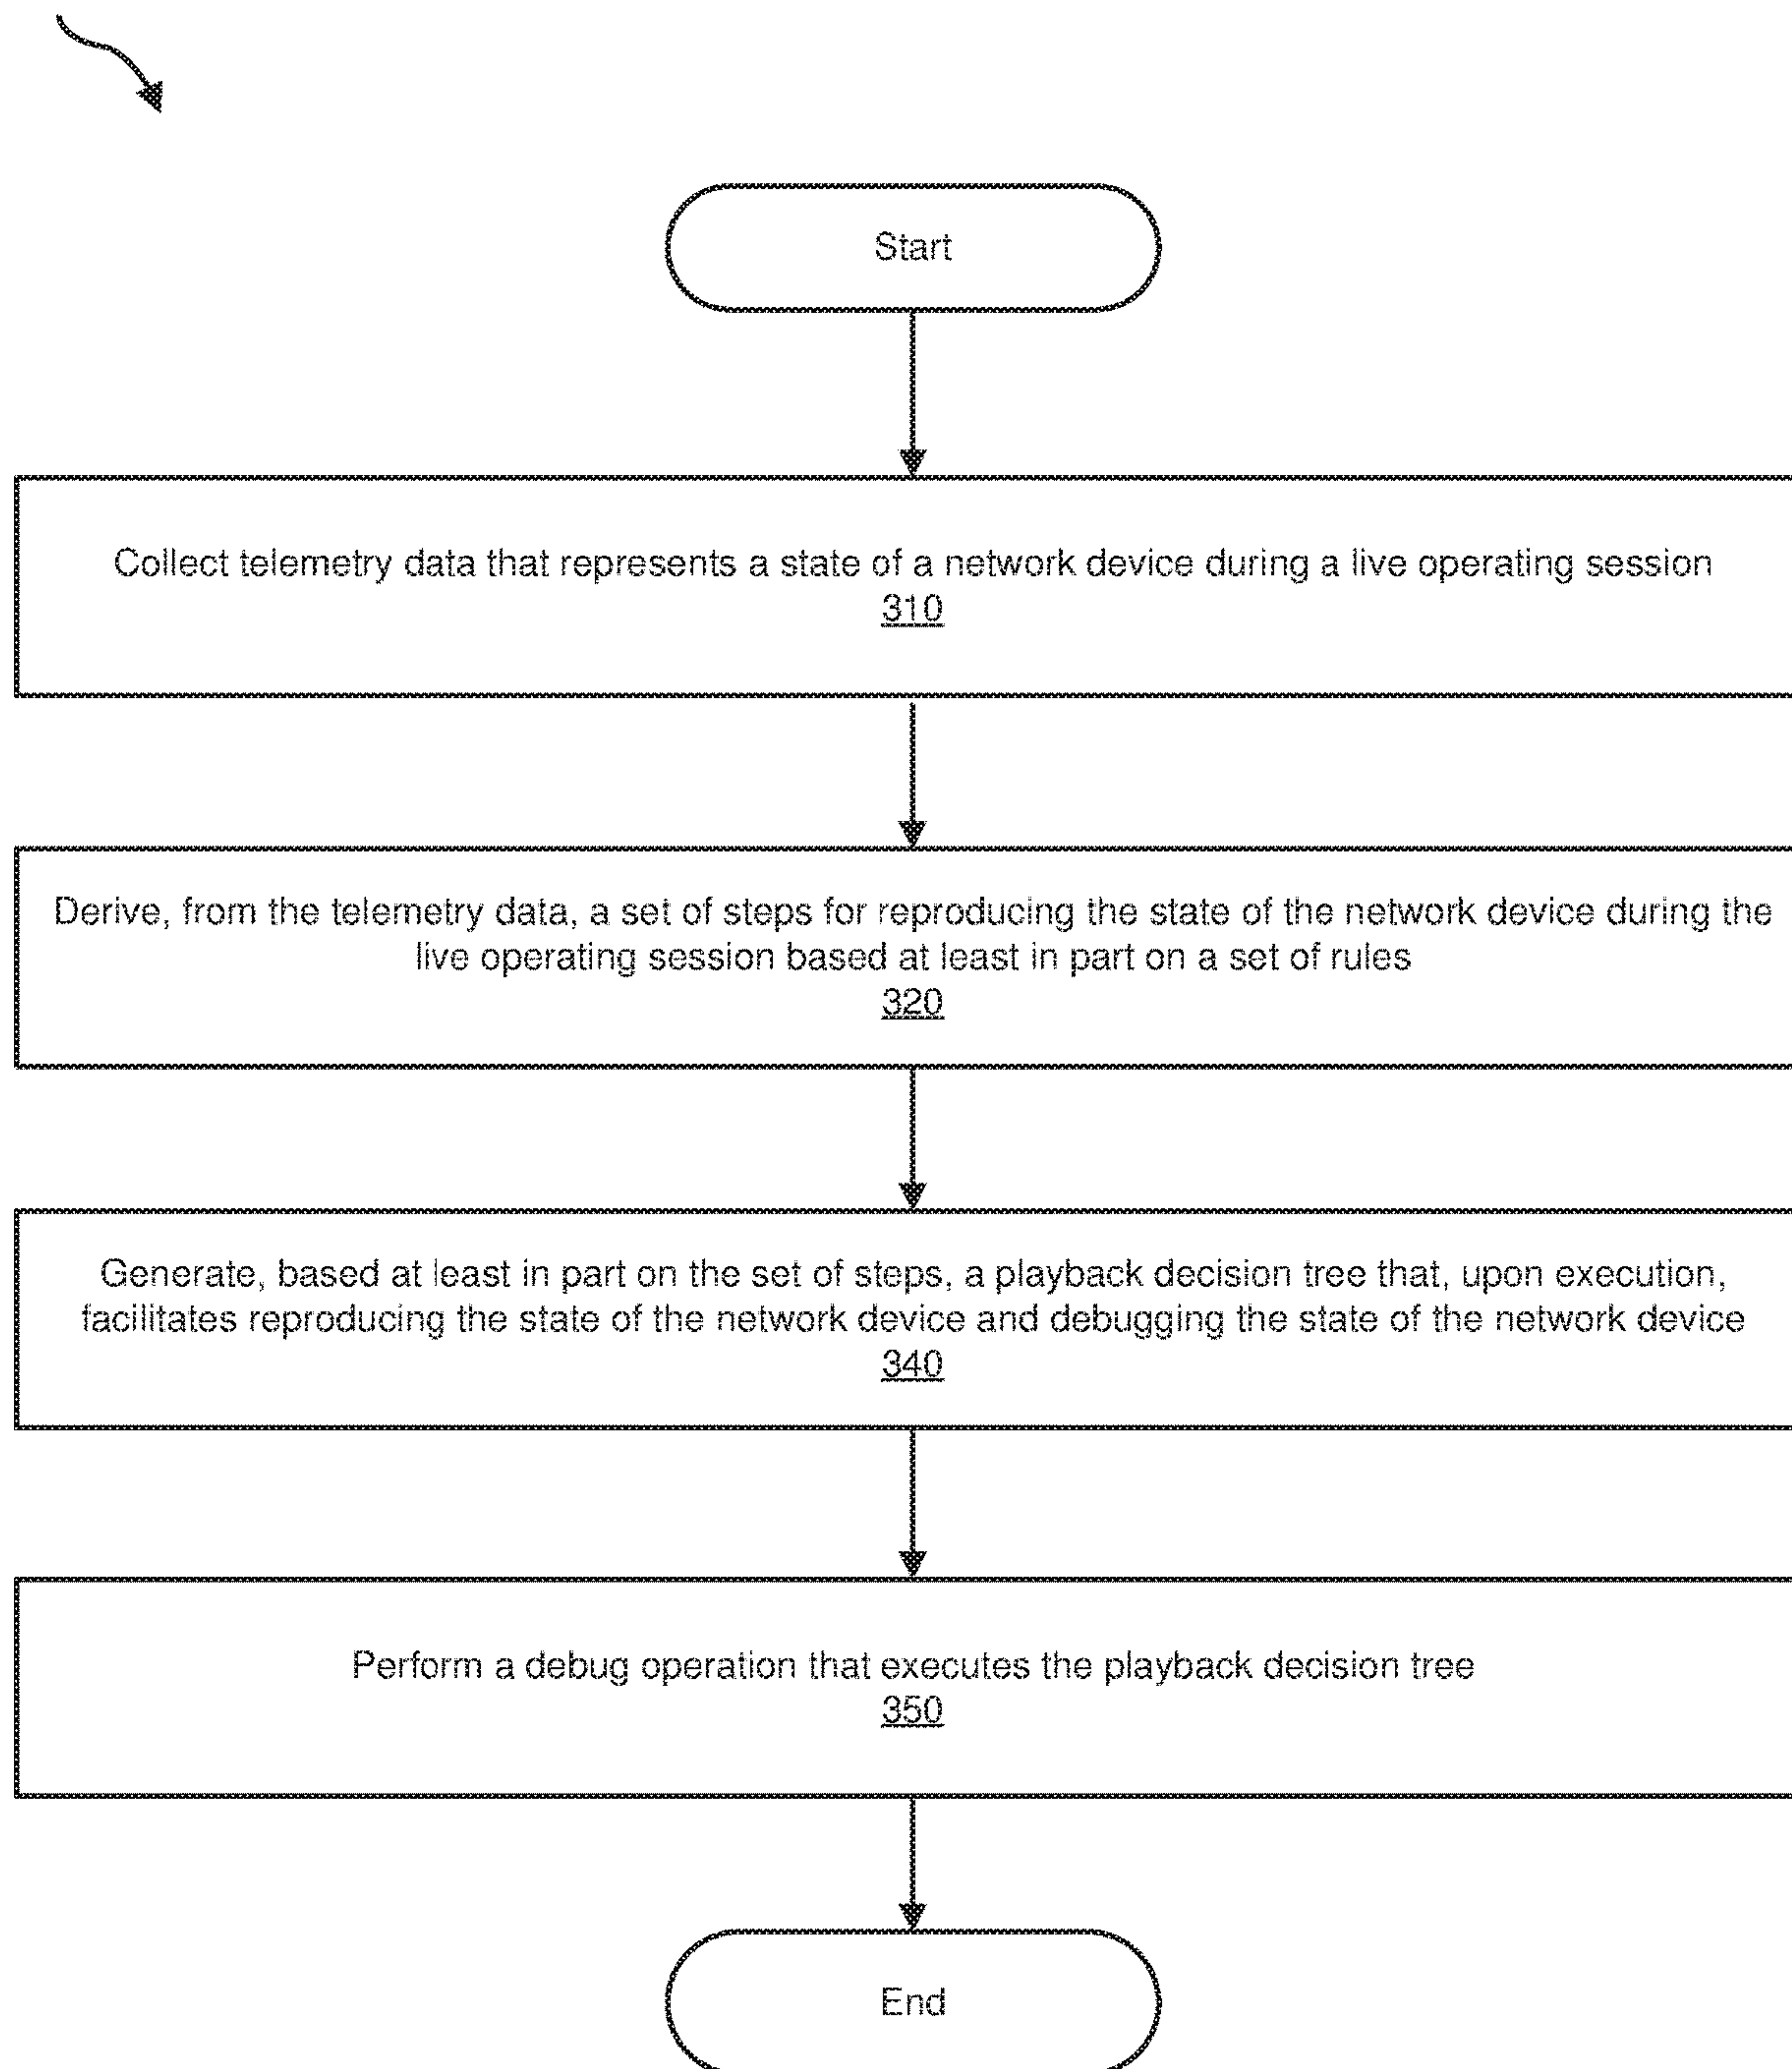 Start
Collect telemetry data that represents a state of a network device during a live operating session
310
Derive, from the telemetry data, a set of steps for reproducing the state of the network device during the
live operating session based at least in part on a set of rules
320
Generate, based at least in part on the set of steps, a playback decision tree that, upon execution,
facilitates reproducing the state of the network device and debugging the state of the network device
340
Perform a debug operation that executes the playback decision tree
350
End